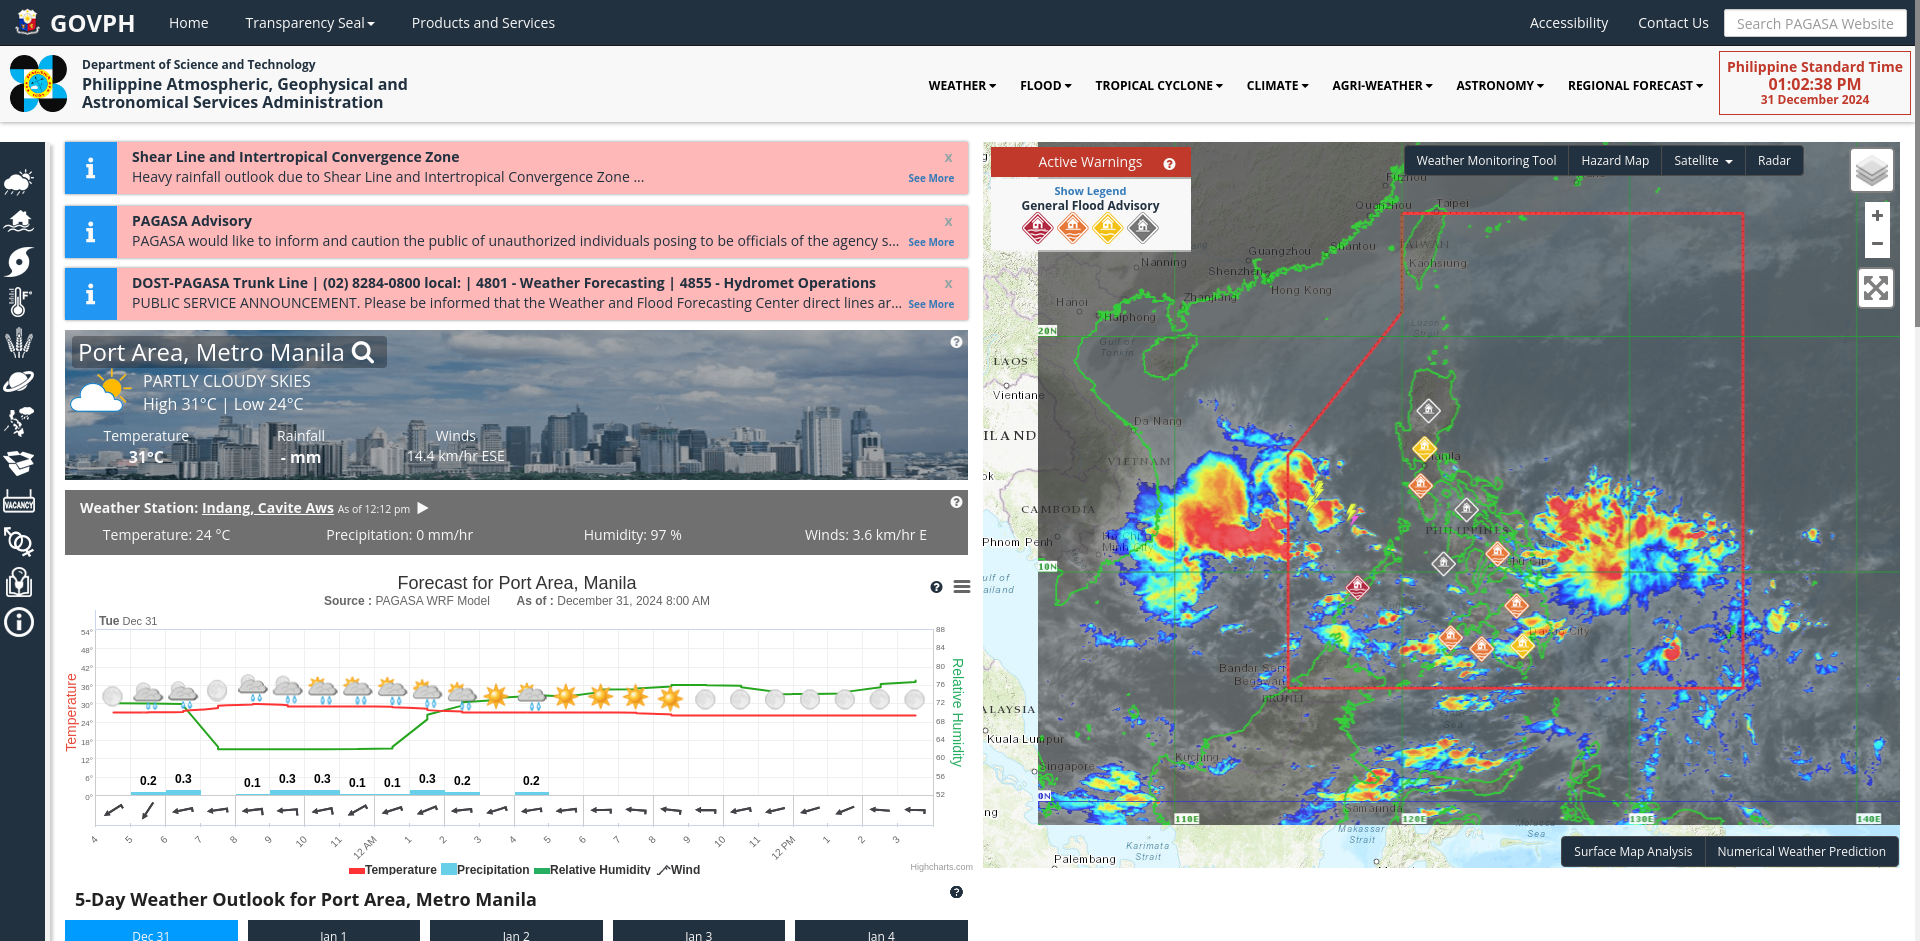 GOVPH Home Transparency Seal Products and Services Accessibility Contact Us Search PAGASA Website
Department of Science and Technology
Philippine Atmospheric, Geophysical and
Astronomical Services Administration
WEATHER FLOOD TROPICAL CYCLONE CLIMATE AGRI-WEATHER ASTRONOMY REGIONAL FORECAST
Philippine Standard Time
01:02:38 PM
31 December 2024
Shear Line and Intertropical Convergence Zone x
Heavy rainfall outlook due to Shear Line and Intertropical Convergence Zone ... See More
PAGASA Advisory x
PAGASA would like to inform and caution the public of unauthorized individuals posing to be officials of the agency s... See More
DOST-PAGASA Trunk Line | (02) 8284-0800 local: | 4801 - Weather Forecasting | 4855 - Hydromet Operations x
PUBLIC SERVICE ANNOUNCEMENT. Please be informed that the Weather and Flood Forecasting Center direct lines ar... See More
VACANCY
Port Area, Metro Manila
PARTLY CLOUDY SKIES
High 31°C | Low 24°C
Temperature Rainfall Winds
31°C - mm 14.4 km/hr ESE
Weather Station: Indang, Cavite Aws As of 12:12 pm
Temperature: 24 °C Precipitation: 0 mm/hr Humidity: 97 % Winds: 3.6 km/hr E
Forecast for Port Area, Manila
Source : PAGASA WRF Model As of : December 31, 2024 8:00 AM
Tue Dec 31
54° 88
48° 84
42° 80
36° 76
30° 72
24° 68
18° 64
12° 60
6° 56
0° 52
Temperature
Relative Humidity
0.2 0.3 0.1 0.3 0.3 0.1 0.1 0.3 0.2 0.2
4 5 6 7 8 9 10 11 12 AM 1 2 3 4 5 6 7 8 9 10 11 12 PM 1 2 3
Temperature Precipitation Relative Humidity Wind
Highcharts.com
5-Day Weather Outlook for Port Area, Metro Manila
Dec 31 Jan 1 Jan 2 Jan 3 Jan 4
Active Warnings
Show Legend
General Flood Advisory
Weather Monitoring Tool Hazard Map Satellite Radar
+
−
Fuzhou
Quanzhou Taipei
Guangzhou Shantou TAIWAN
Nanning Kaohsiung
Shenzhen
Hanoi Zhanjiang Hong Kong
Haiphong
20N Luzon
Strait
Gulf of
Tonkin
LAOS
Vientiane
Da Nang
ILAND
Manila
VIETNAM
ok
CAMBODIA
PHILIPPINES
Phnom Penh
Minh City
Cebu City
10N
ulf of
ailand
Davao City
Bandar Seri
Begawan
BRUNEI
ALAYSIA
Sea
Kuala Lumpur
Kuching
Singapore
0N
Samarinda
ng 110E 120E 130E 140E
Makassar
Strait
Molucca
Sea
Karimata
Strait
Palembang
Surface Map Analysis Numerical Weather Prediction